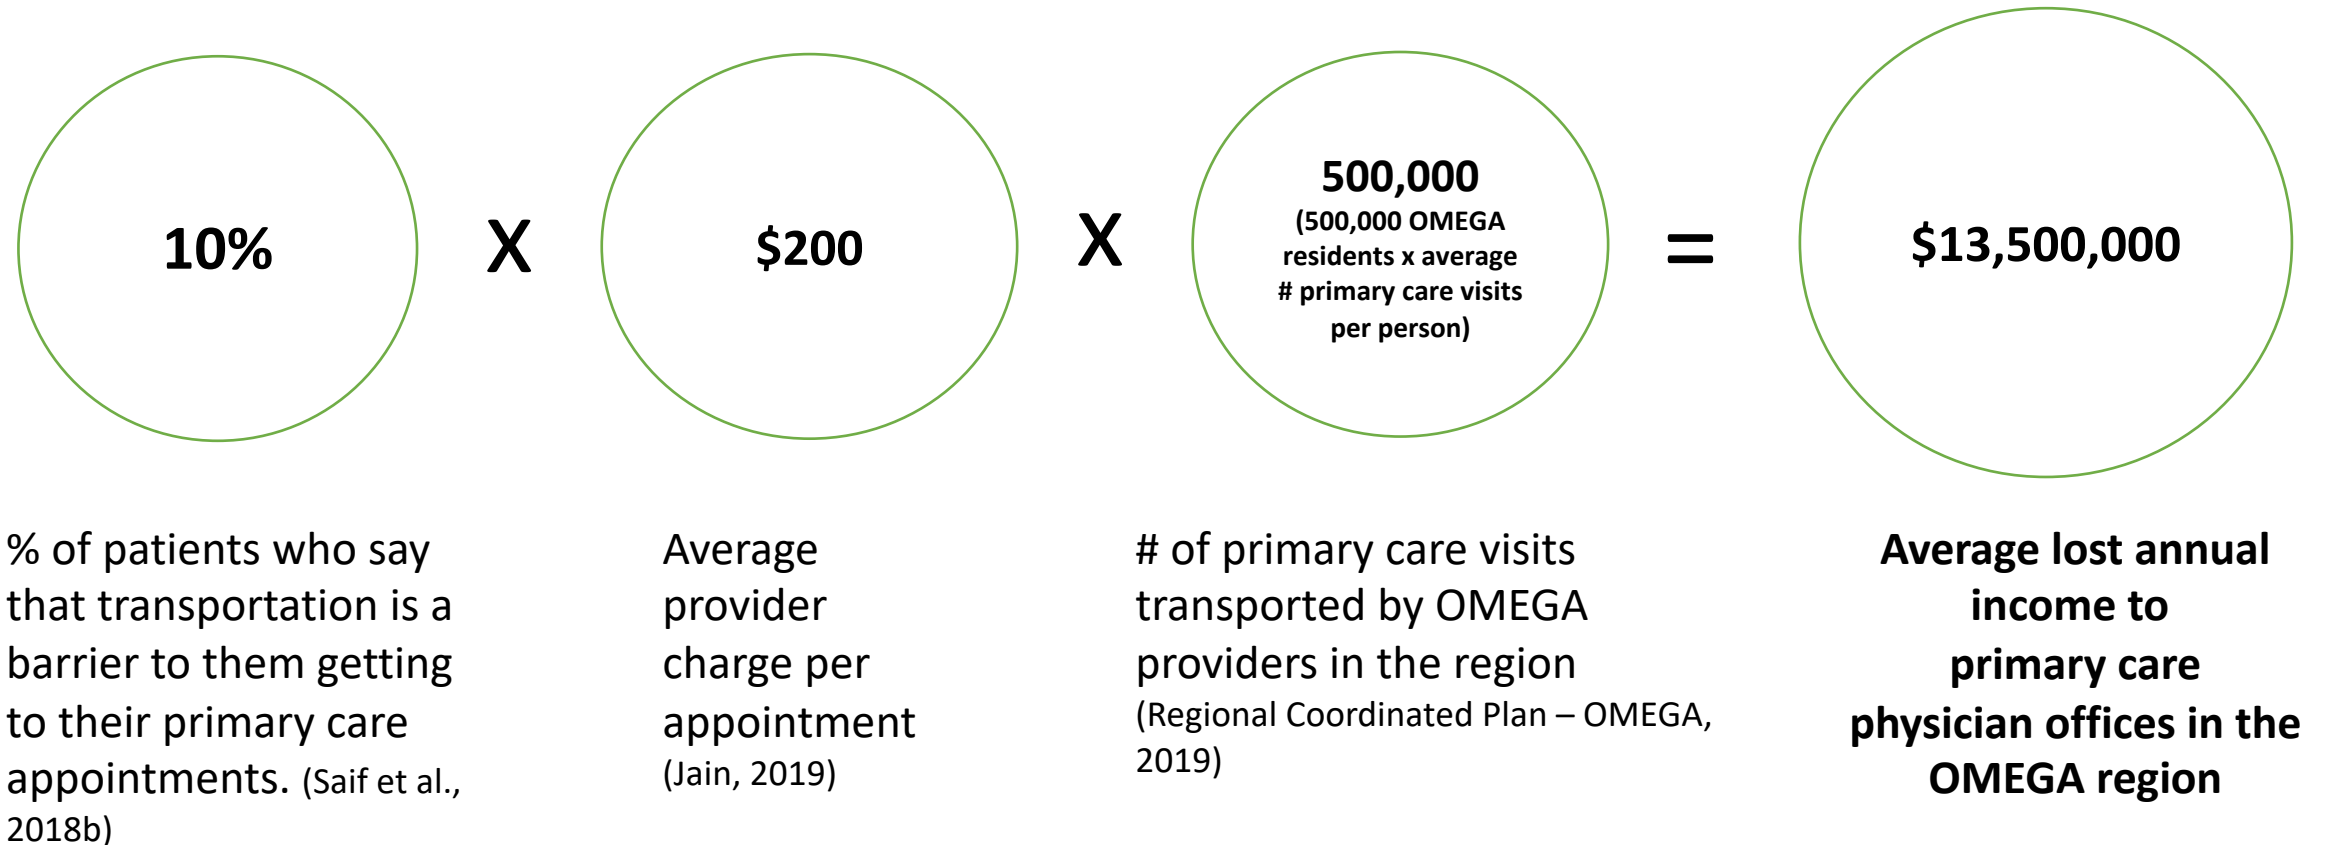 10%
X
$200
X
500,000
(500,000 OMEGA
residents x average
# primary care visits
per person)
=
$13,500,000
% of patients who say
that transportation is a
barrier to them getting
to their primary care
appointments. (Saif et al.,
2018b)
Average
provider
charge per
appointment
(Jain, 2019)
# of primary care visits
transported by OMEGA
providers in the region
(Regional Coordinated Plan – OMEGA,
2019)
Average lost annual
income to
primary care
physician offices in the
OMEGA region